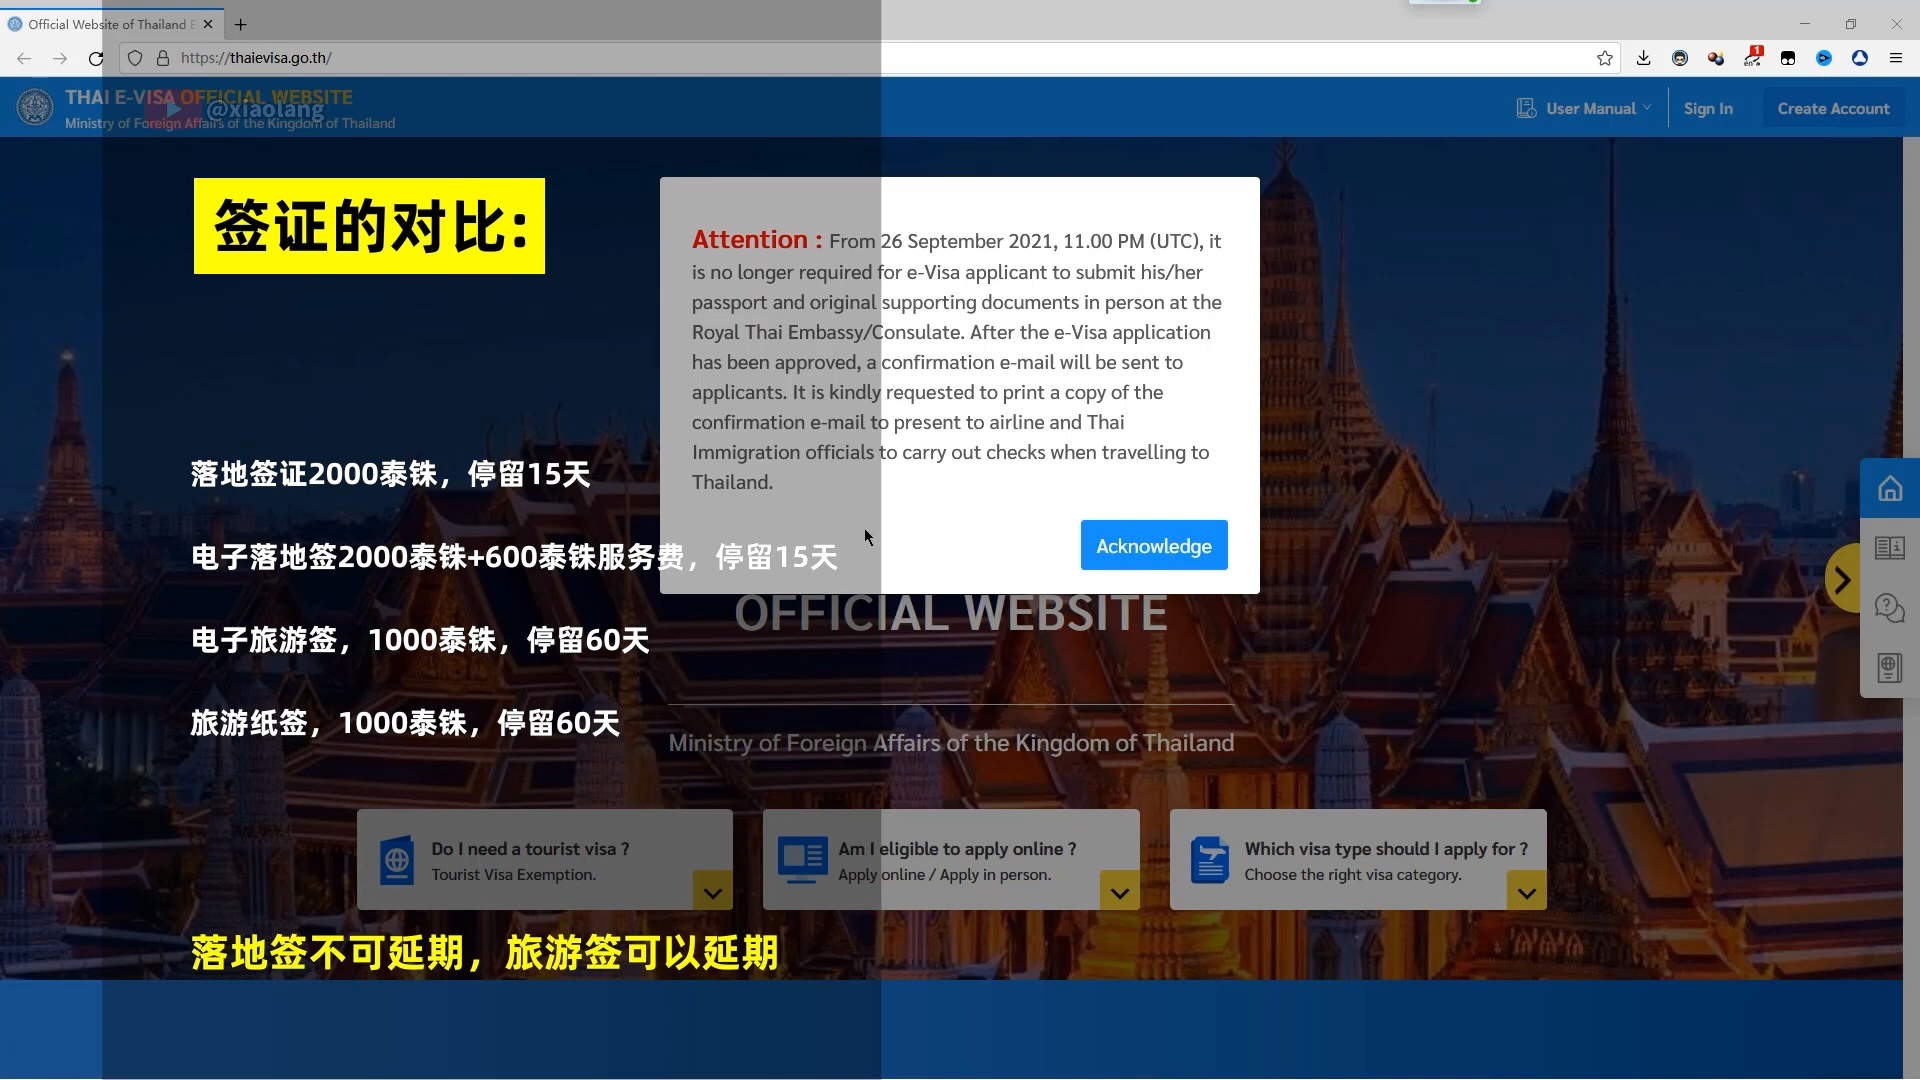 Official Website of Thailand E
https://thaievisa.go.th/
1
en
THAI E-VISA OFFICIAL WEBSITE
Ministry of Foreign Affairs of the Kingdom of Thailand
@xiaolang
User Manual
Sign In
Create Account
签证的对比:
Attention : From 26 September 2021, 11.00 PM (UTC), it
is no longer required for e-Visa applicant to submit his/her
passport and original supporting documents in person at the
Royal Thai Embassy/Consulate. After the e-Visa application
has been approved, a confirmation e-mail will be sent to
applicants. It is kindly requested to print a copy of the
confirmation e-mail to present to airline and Thai
Immigration officials to carry out checks when travelling to
Thailand.
Acknowledge
落地签证2000泰铢，停留15天
电子落地签2000泰铢+600泰铢服务费，停留15天
电子旅游签，1000泰铢，停留60天
旅游纸签，1000泰铢，停留60天
OFFICIAL WEBSITE
Ministry of Foreign Affairs of the Kingdom of Thailand
Do I need a tourist visa ?
Tourist Visa Exemption.
Am I eligible to apply online ?
Apply online / Apply in person.
Which visa type should I apply for ?
Choose the right visa category.
落地签不可延期，旅游签可以延期